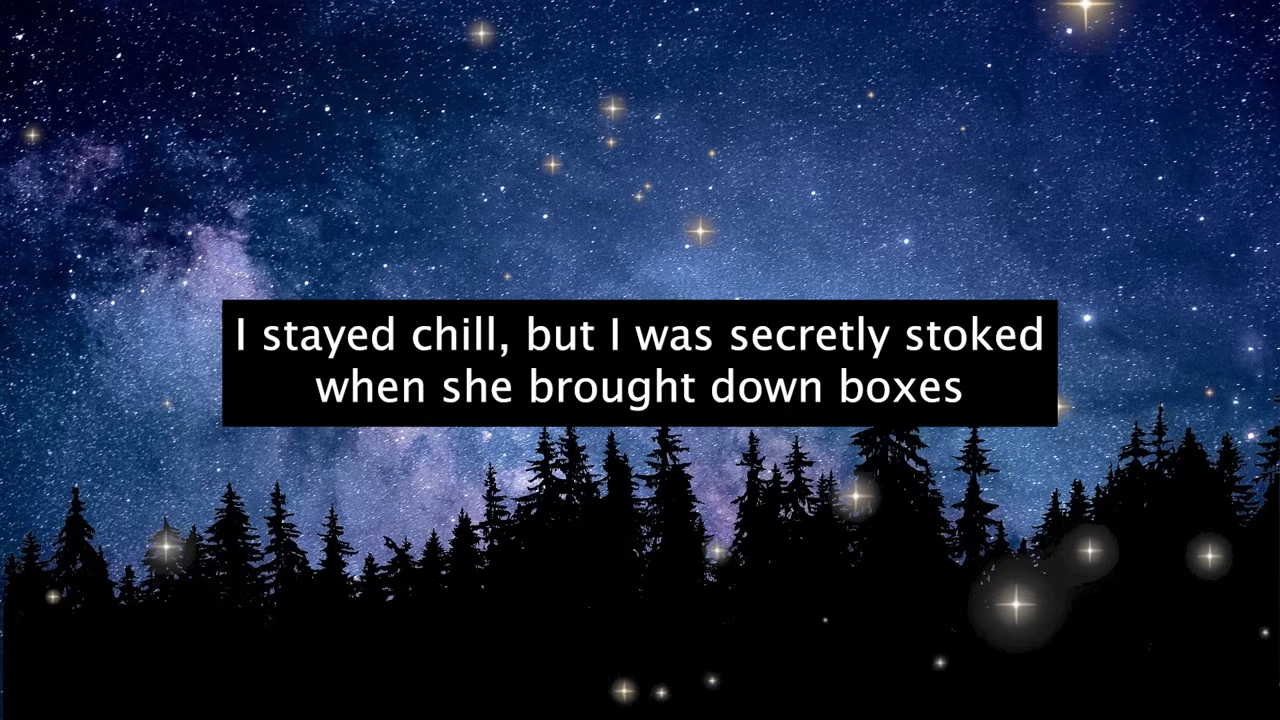 I stayed chill, but I was secretly stoked
when she brought down boxes